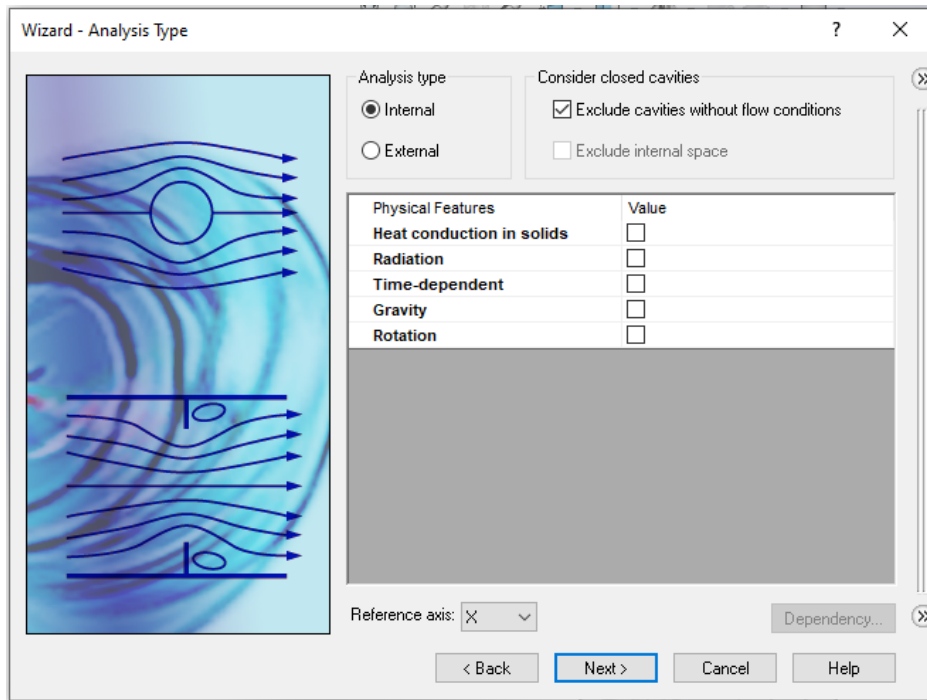 Wizard - Analysis Type
?
Analysis type
Internal
External
Consider closed cavities
Exclude cavities without flow conditions
Exclude internal space
Physical Features Value
Heat conduction in solids
Radiation
Time-dependent
Gravity
Rotation
Reference axis: X
Dependency...
< Back Next > Cancel Help